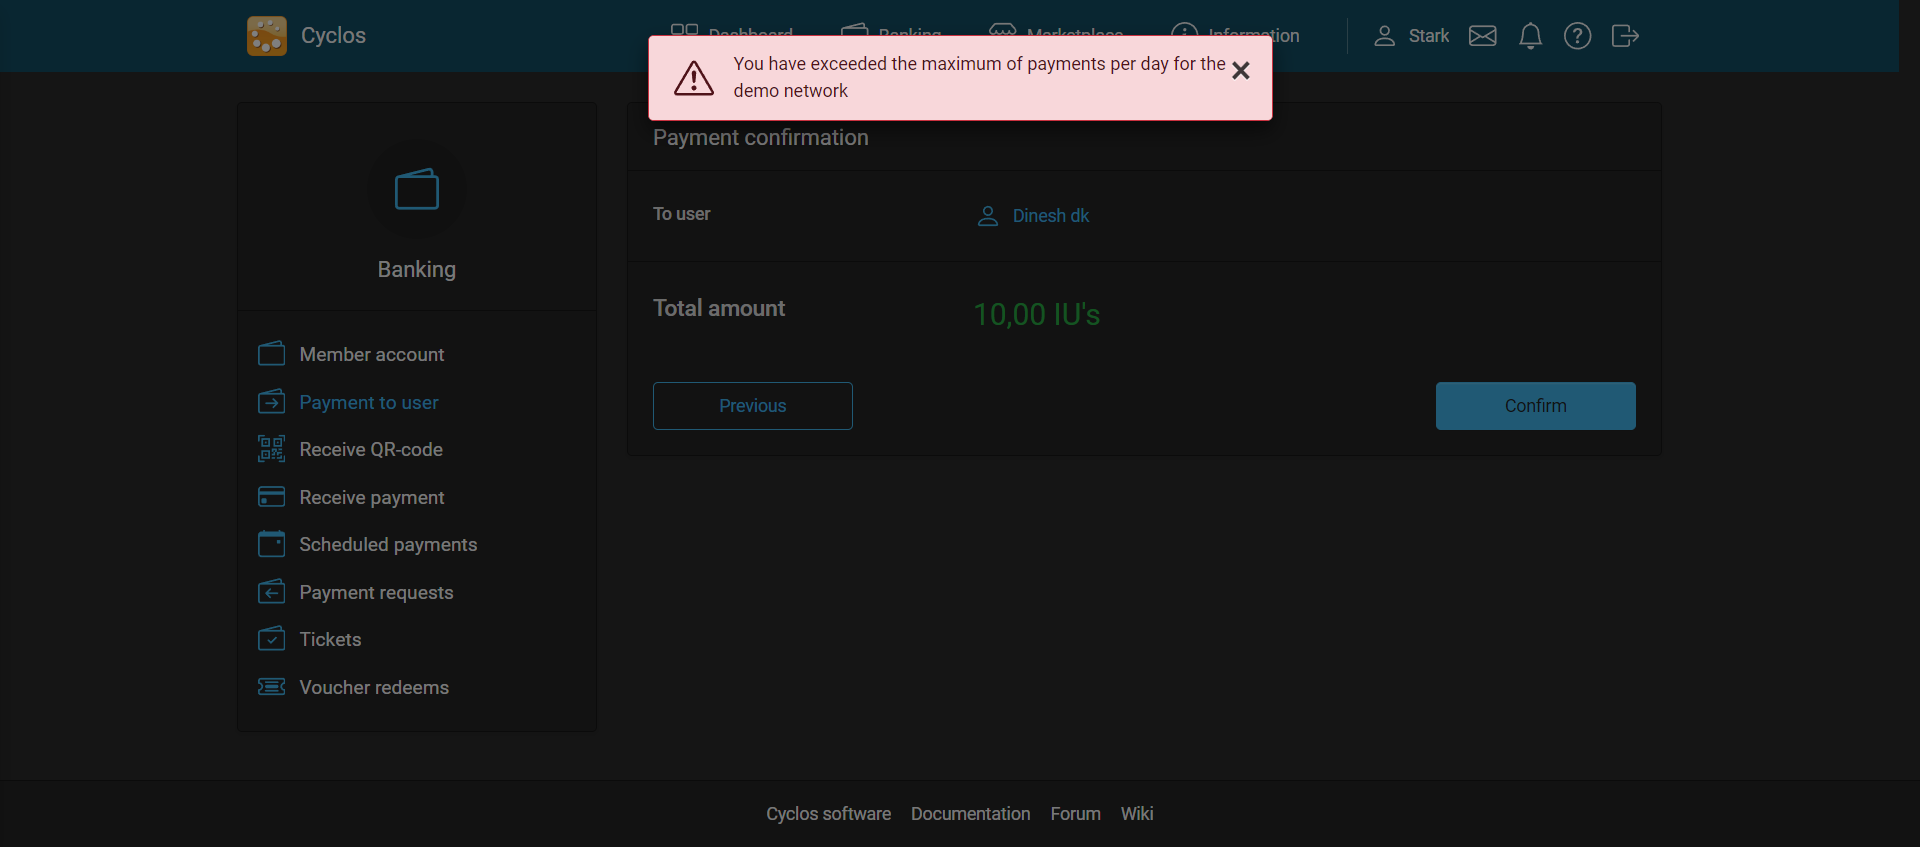 Cyclos
Dashboard Banking Marketplace Information Stark
You have exceeded the maximum of payments per day for the
demo network
Banking
Member account
Payment to user
Receive QR-code
Receive payment
Scheduled payments
Payment requests
Tickets
Voucher redeems
Payment confirmation
To user Dinesh dk
Total amount 10,00 IU's
Previous Confirm
Cyclos software Documentation Forum Wiki